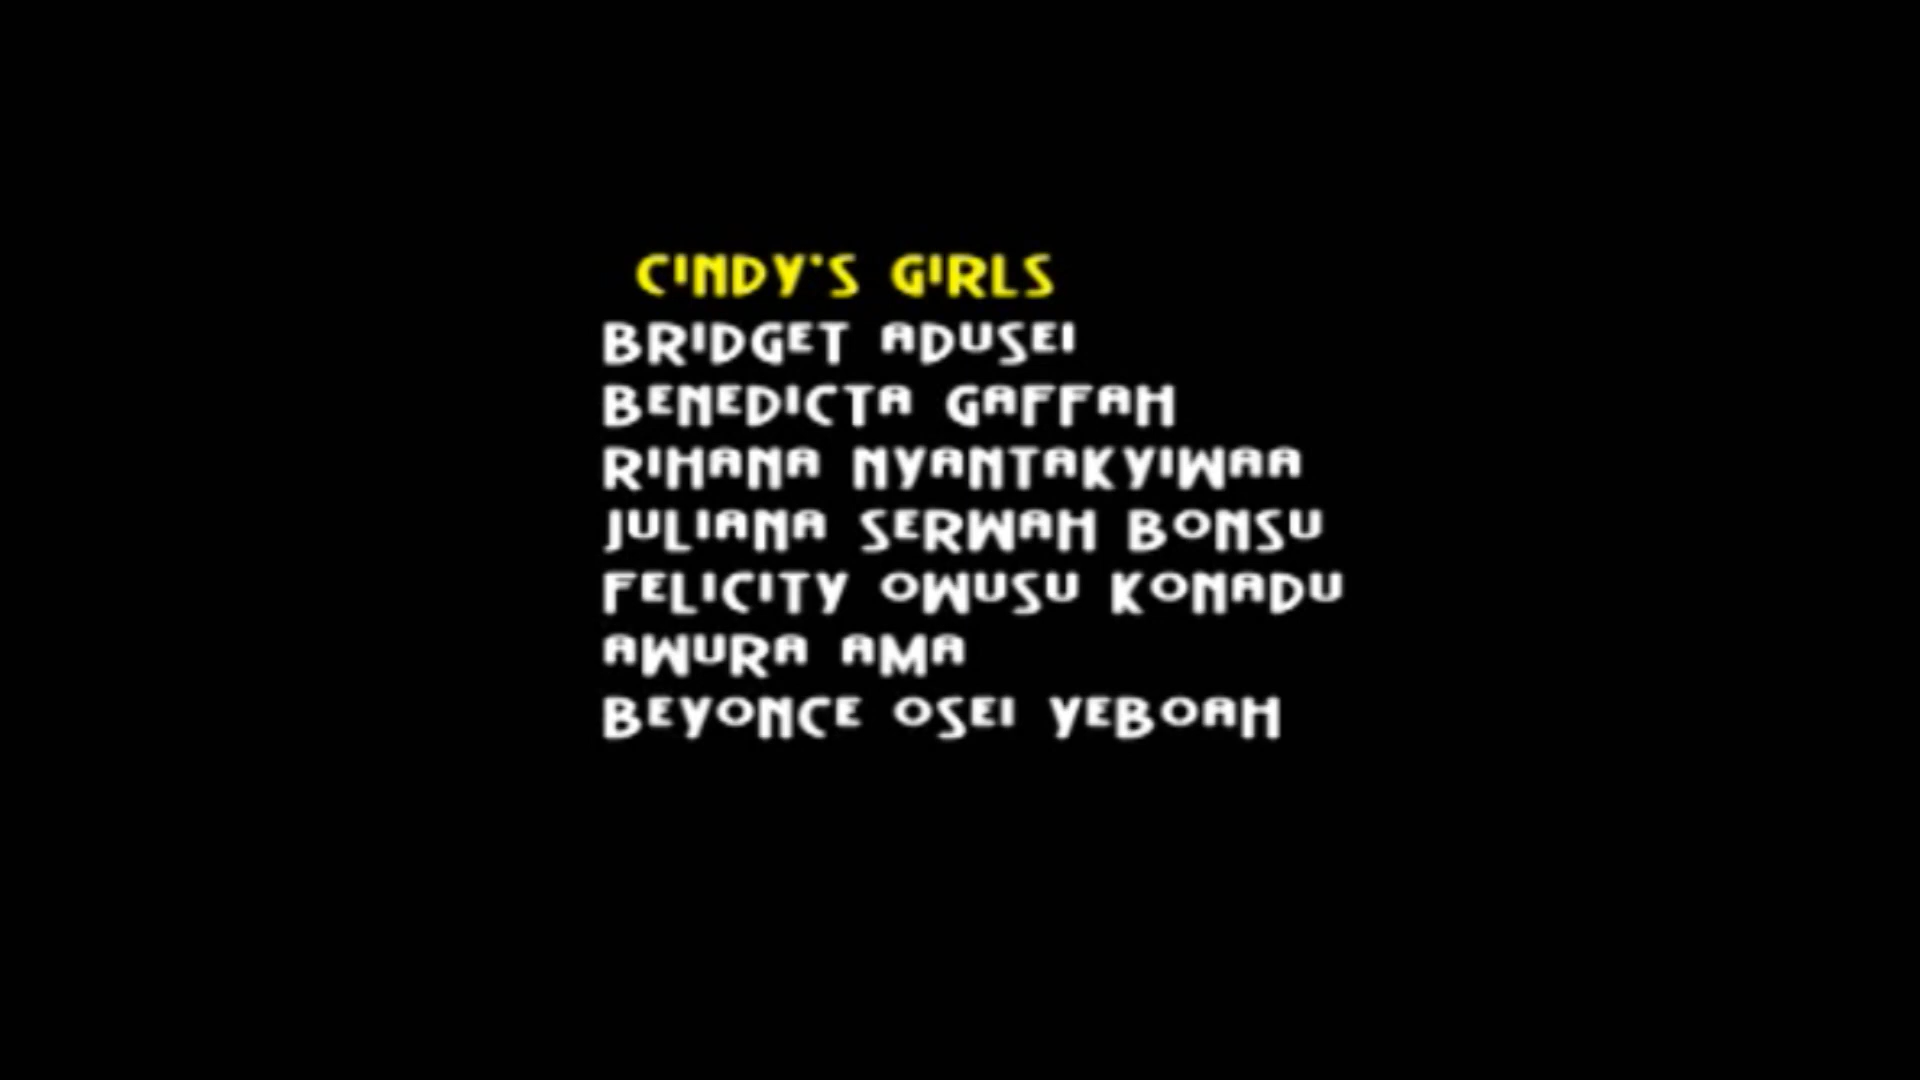 CINDY'S GIRLS
BRIDGET ADUSEI
BENEDICTA GAFFAH
RIHANA NYANTAKYIWAA
JULIANA SERWAH BONSU
FELICITY OWUSU KONADU
AWURA AMA
BEYONCE OSEI YEBOAH